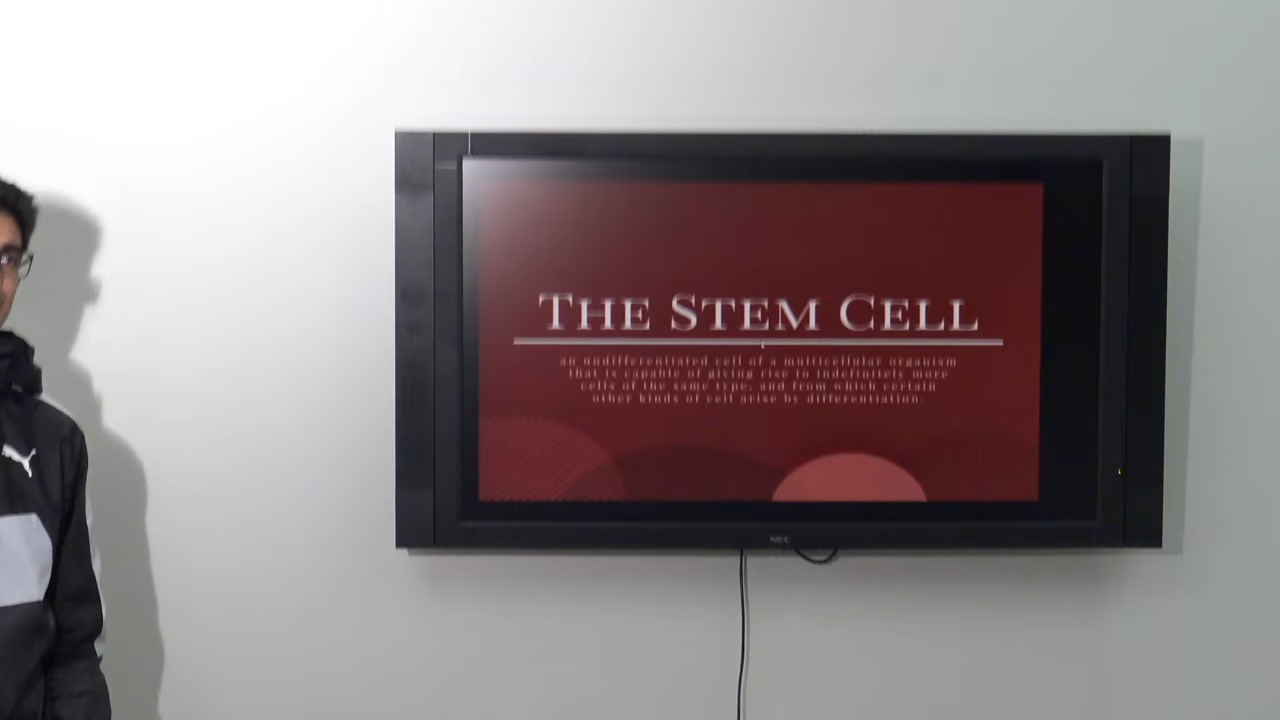 THE STEM CELL
an undifferentiated cell of a multicellular organism
that is capable of giving rise to indefinitely more
cells of the same type, and from which certain
other kinds of cell arise by differentiation.
NEC